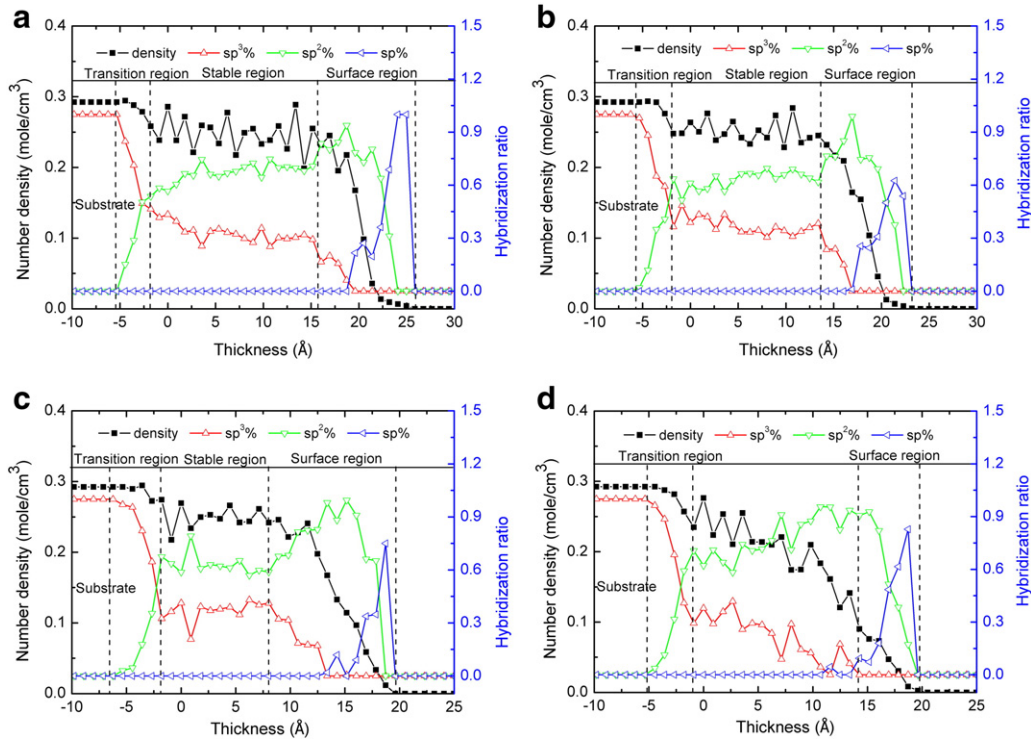 a
density sp³% sp²% sp%
Transition region Stable region Surface region
Substrate
0.4 0.3 0.2 0.1 0.0
Number density (mole/cm³)
1.5 1.2 0.9 0.6 0.3 0.0
Hybridization ratio
-10 -5 0 5 10 15 20 25 30
Thickness (Å)
b
density sp³% sp²% sp%
Transition region Stable region Surface region
Substrate
0.4 0.3 0.2 0.1 0.0
Number density (mole/cm³)
1.5 1.2 0.9 0.6 0.3 0.0
Hybridization ratio
-10 -5 0 5 10 15 20 25 30
Thickness (Å)
c
density sp³% sp²% sp%
Transition region Stable region Surface region
Substrate
0.4 0.3 0.2 0.1 0.0
Number density (mole/cm³)
1.5 1.2 0.9 0.6 0.3 0.0
Hybridization ratio
-10 -5 0 5 10 15 20 25
Thickness (Å)
d
density sp³% sp²% sp%
Transition region Surface region
Substrate
0.4 0.3 0.2 0.1 0.0
Number density (mole/cm³)
1.5 1.2 0.9 0.6 0.3 0.0
Hybridization ratio
-10 -5 0 5 10 15 20 25
Thickness (Å)